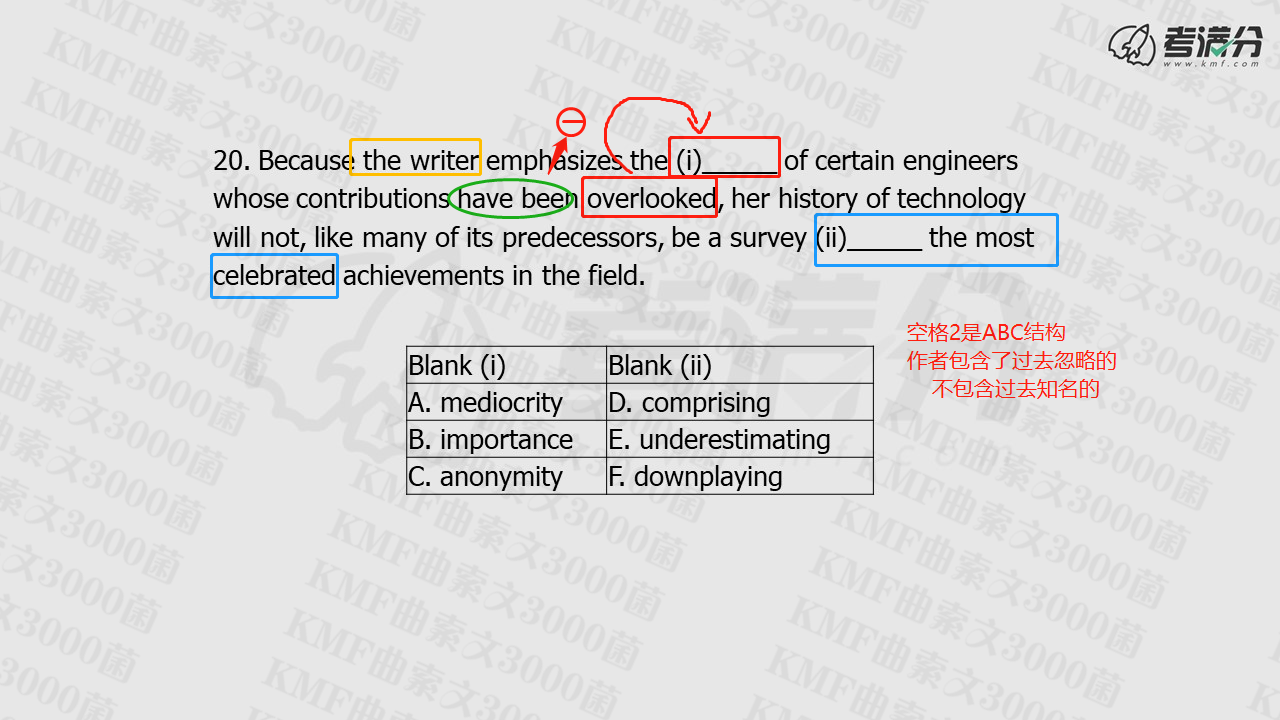 考满分
www.kmf.com
20. Because the writer emphasizes the (i)______ of certain engineers
whose contributions have been overlooked, her history of technology
will not, like many of its predecessors, be a survey (ii)______ the most
celebrated achievements in the field.
空格2是ABC结构
作者包含了过去忽略的
不包含过去知名的
Blank (i) Blank (ii)
A. mediocrity D. comprising
B. importance E. underestimating
C. anonymity F. downplaying
KMF曲索文3000菌